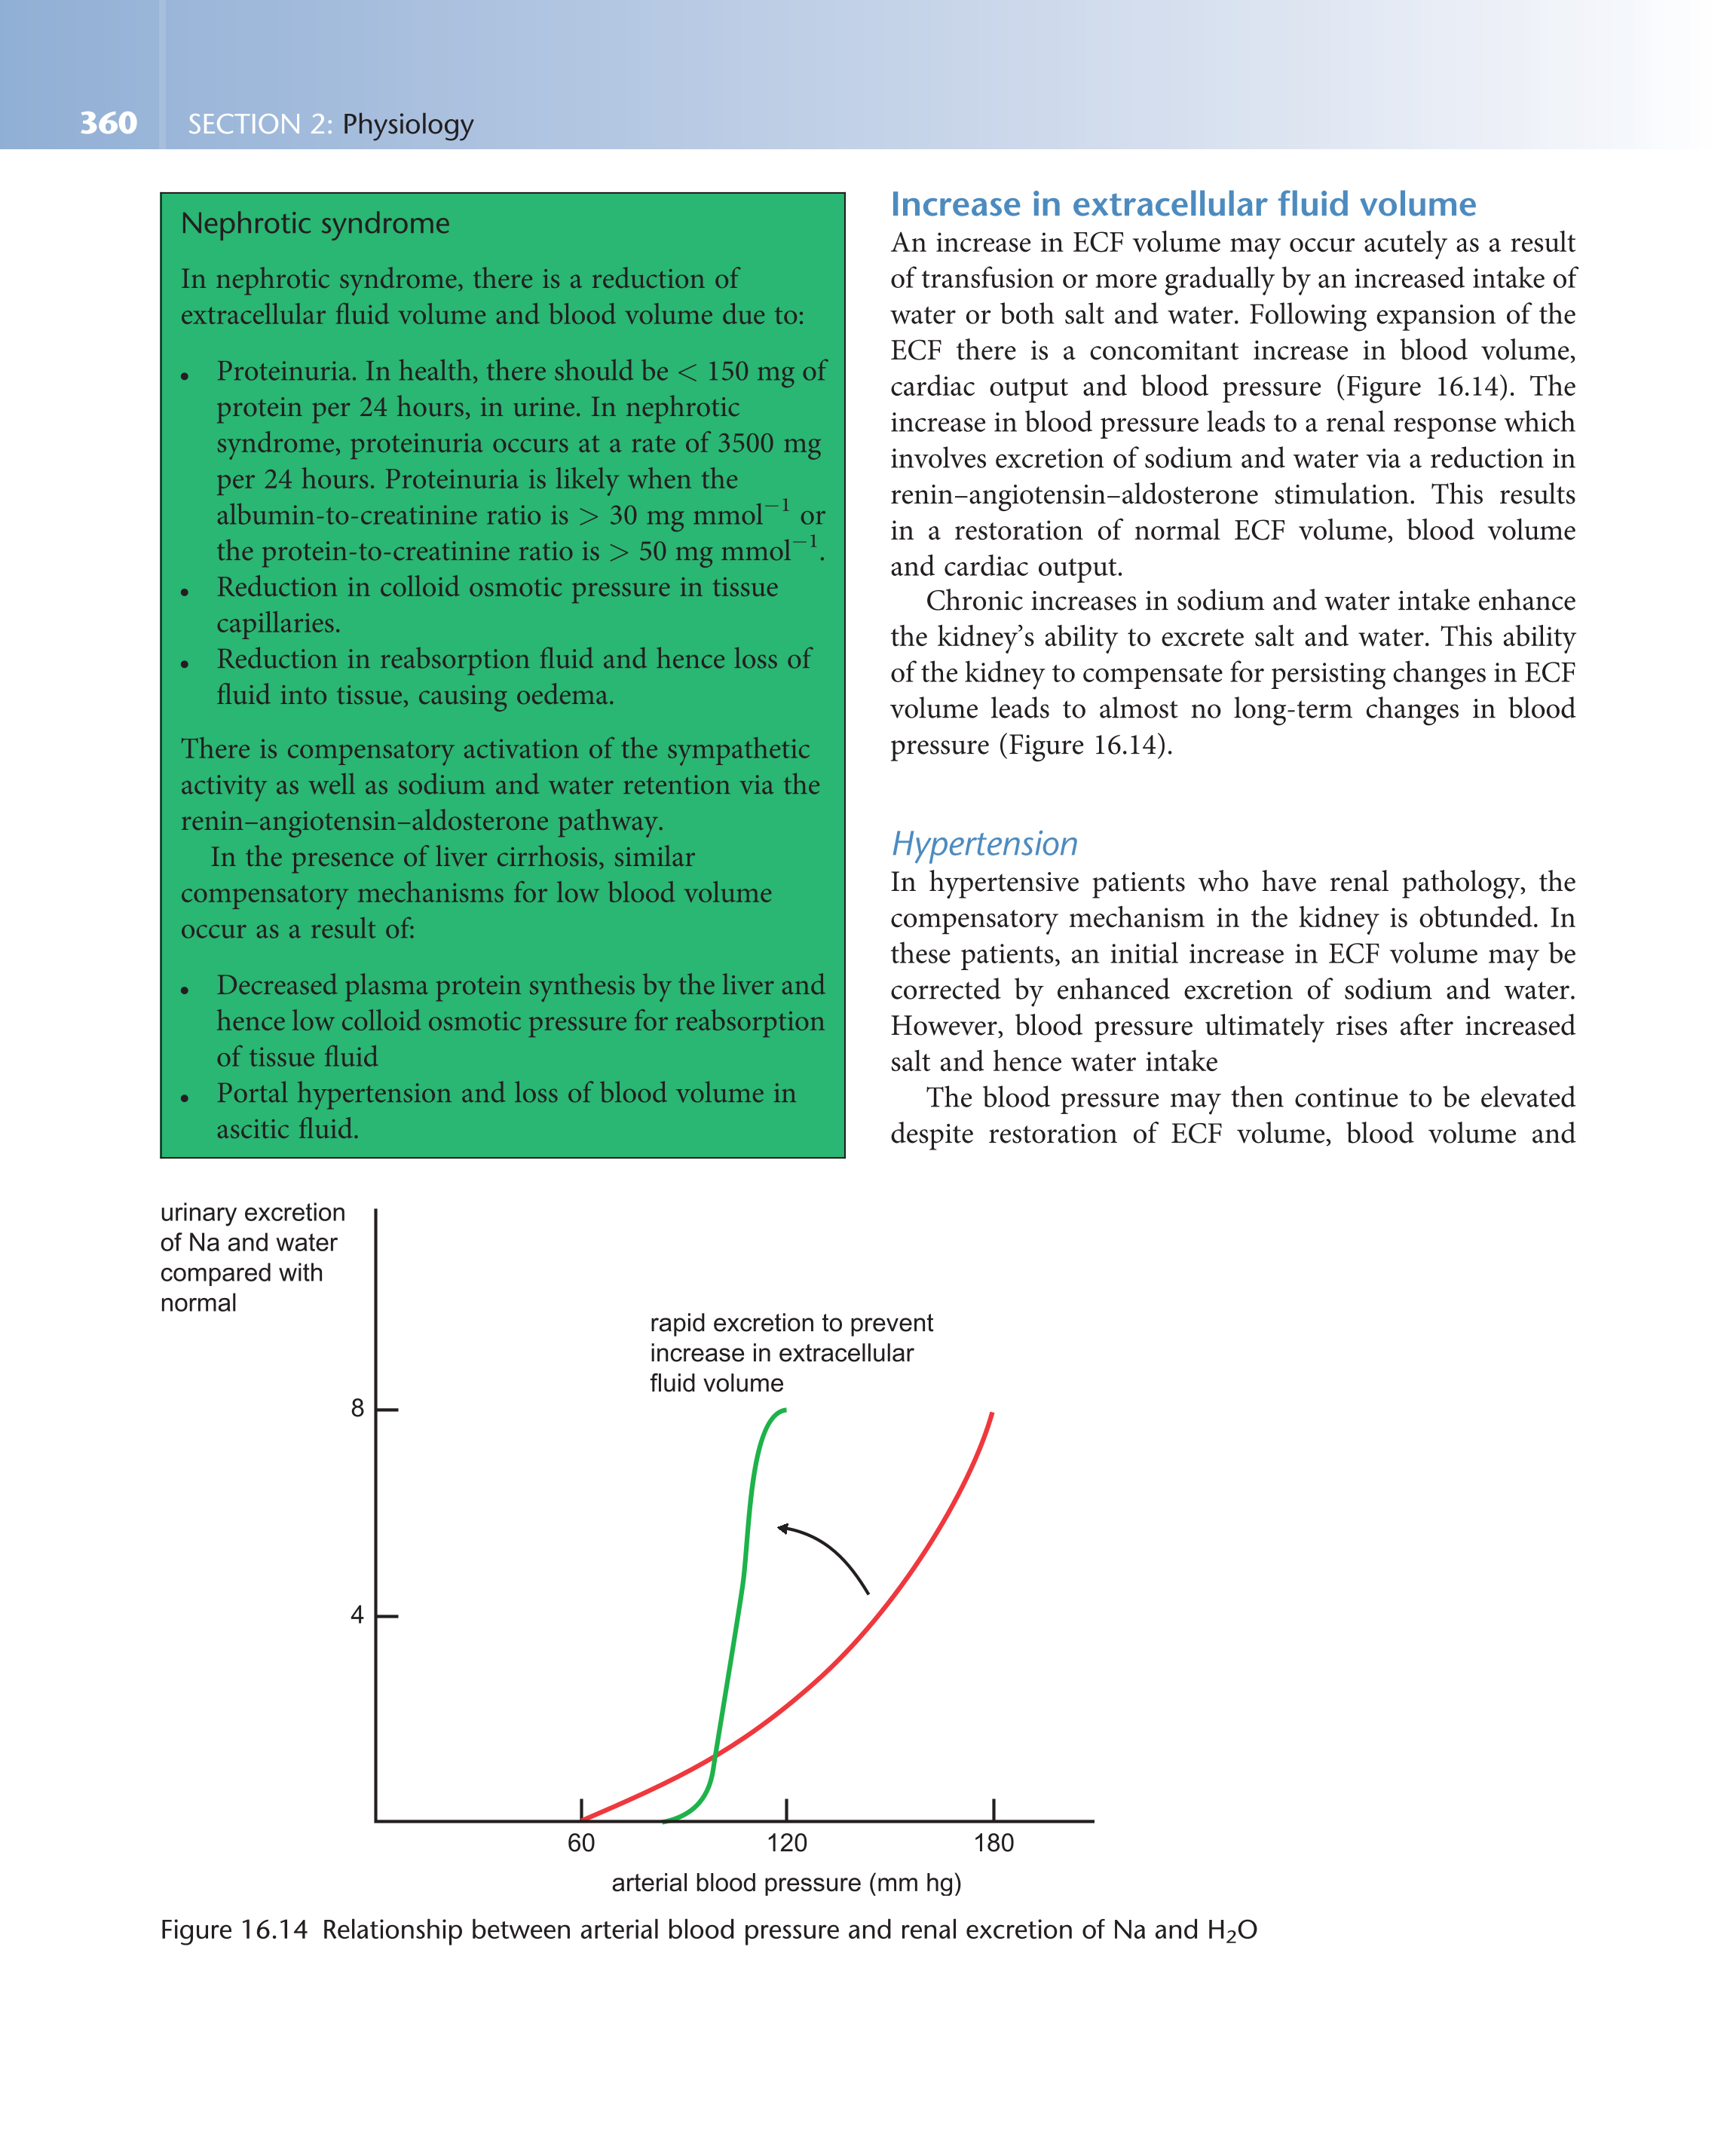 360 SECTION 2: Physiology
Nephrotic syndrome
In nephrotic syndrome, there is a reduction of
extracellular fluid volume and blood volume due to:
• Proteinuria. In health, there should be < 150 mg of
protein per 24 hours, in urine. In nephrotic
syndrome, proteinuria occurs at a rate of 3500 mg
per 24 hours. Proteinuria is likely when the
albumin-to-creatinine ratio is > 30 mg mmol⁻¹ or
the protein-to-creatinine ratio is > 50 mg mmol⁻¹.
• Reduction in colloid osmotic pressure in tissue
capillaries.
• Reduction in reabsorption fluid and hence loss of
fluid into tissue, causing oedema.
There is compensatory activation of the sympathetic
activity as well as sodium and water retention via the
renin–angiotensin–aldosterone pathway.
In the presence of liver cirrhosis, similar
compensatory mechanisms for low blood volume
occur as a result of:
• Decreased plasma protein synthesis by the liver and
hence low colloid osmotic pressure for reabsorption
of tissue fluid
• Portal hypertension and loss of blood volume in
ascitic fluid.
Increase in extracellular fluid volume
An increase in ECF volume may occur acutely as a result
of transfusion or more gradually by an increased intake of
water or both salt and water. Following expansion of the
ECF there is a concomitant increase in blood volume,
cardiac output and blood pressure (Figure 16.14). The
increase in blood pressure leads to a renal response which
involves excretion of sodium and water via a reduction in
renin–angiotensin–aldosterone stimulation. This results
in a restoration of normal ECF volume, blood volume
and cardiac output.
Chronic increases in sodium and water intake enhance
the kidney's ability to excrete salt and water. This ability
of the kidney to compensate for persisting changes in ECF
volume leads to almost no long-term changes in blood
pressure (Figure 16.14).
Hypertension
In hypertensive patients who have renal pathology, the
compensatory mechanism in the kidney is obtunded. In
these patients, an initial increase in ECF volume may be
corrected by enhanced excretion of sodium and water.
However, blood pressure ultimately rises after increased
salt and hence water intake
The blood pressure may then continue to be elevated
despite restoration of ECF volume, blood volume and
urinary excretion
of Na and water
compared with
normal
rapid excretion to prevent
increase in extracellular
fluid volume
8
4
60 120 180
arterial blood pressure (mm hg)
Figure 16.14 Relationship between arterial blood pressure and renal excretion of Na and H₂O